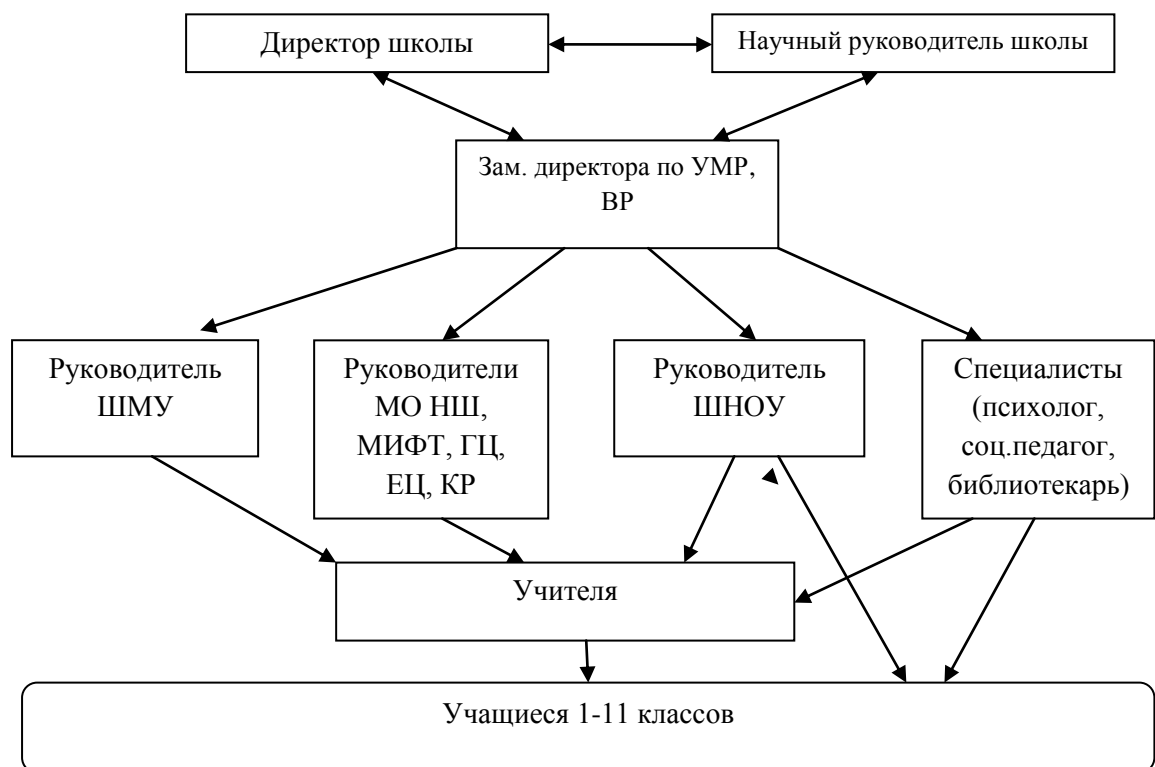 Директор школы
Научный руководитель школы
Зам. директора по УМР,
ВР
Руководитель
ШМУ
Руководители
МО НШ,
МИФТ, ГЦ,
ЕЦ, КР
Руководитель
ШНОУ
Специалисты
(психолог,
соц.педагог,
библиотекарь)
Учителя
Учащиеся 1-11 классов